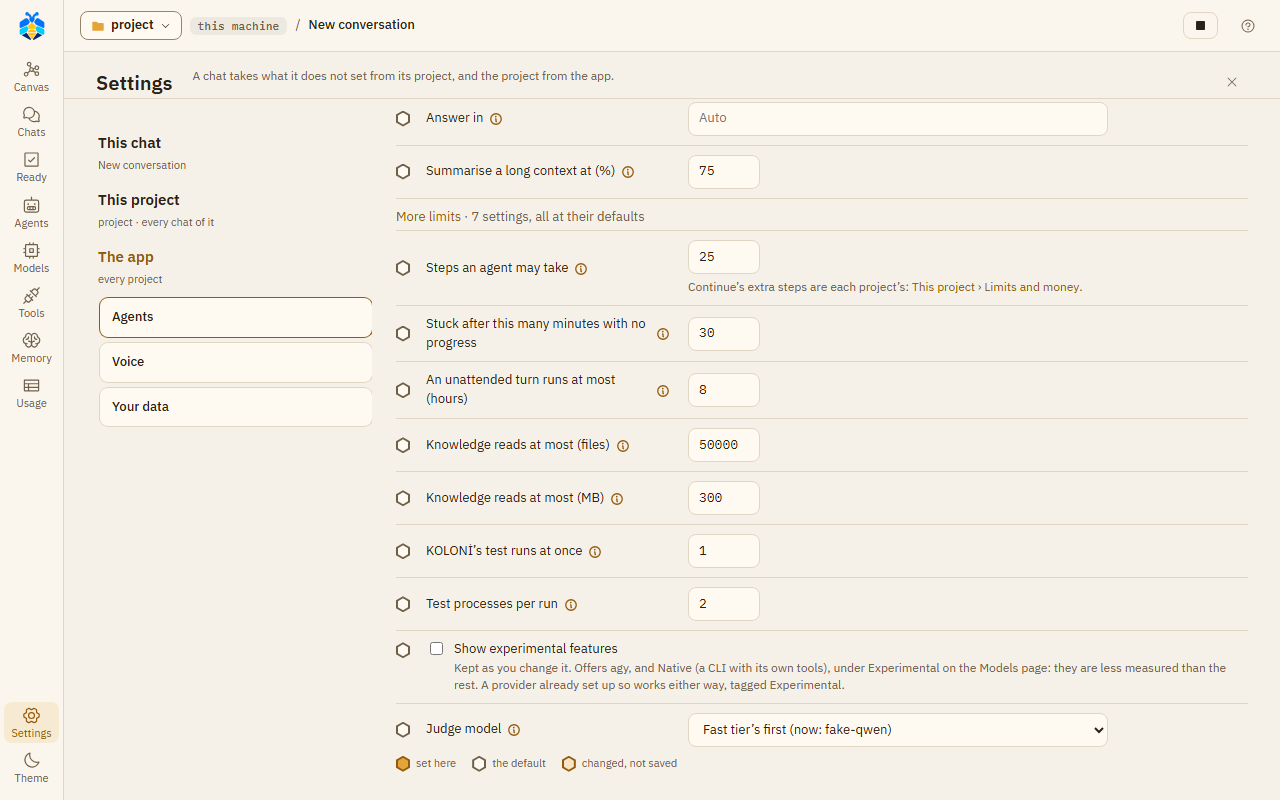 project
this machine / New conversation
Canvas
Chats
Ready
Agents
Models
Tools
Memory
Usage
Settings
Theme
Settings
A chat takes what it does not set from its project, and the project from the app.
This chat
New conversation
This project
project · every chat of it
The app
every project
Agents
Voice
Your data
Answer in
Auto
Summarise a long context at (%)
75
More limits · 7 settings, all at their defaults
Steps an agent may take
25
Continue's extra steps are each project's: This project › Limits and money.
Stuck after this many minutes with no
progress
30
An unattended turn runs at most
(hours)
8
Knowledge reads at most (files)
50000
Knowledge reads at most (MB)
300
KOLONİ's test runs at once
1
Test processes per run
2
Show experimental features
Kept as you change it. Offers agy, and Native (a CLI with its own tools), under Experimental on the Models page: they are less measured than the
rest. A provider already set up so works either way, tagged Experimental.
Judge model
Fast tier's first (now: fake-qwen)
set here
the default
changed, not saved